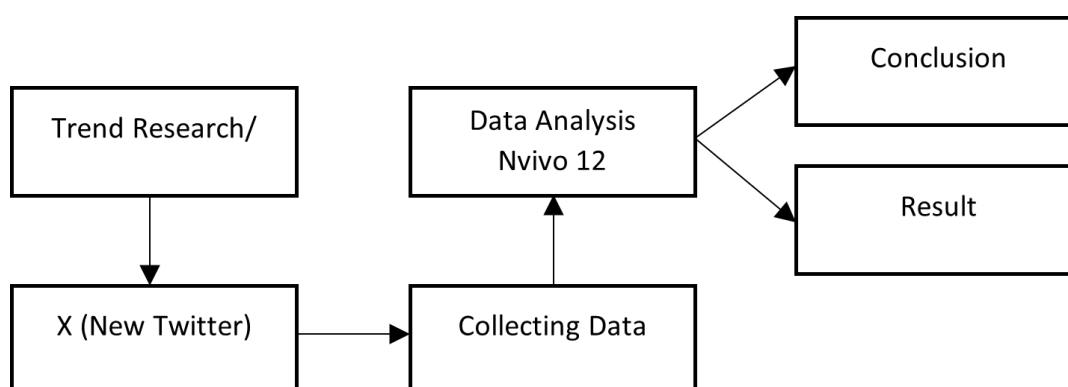 Trend Research/
X (New Twitter)
Collecting Data
Data Analysis
Nvivo 12
Conclusion
Result